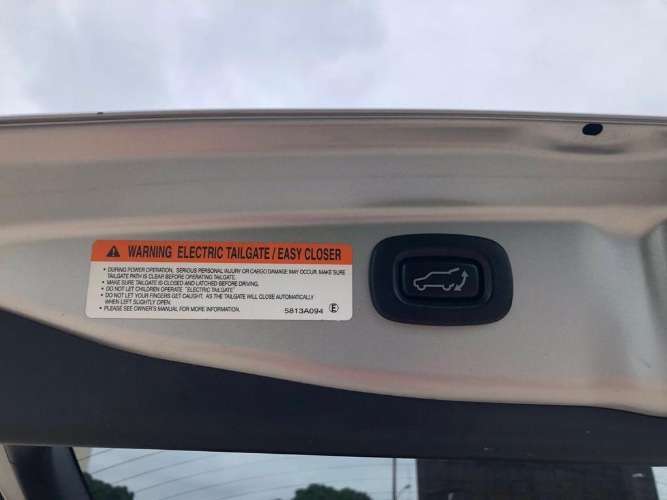 WARNING ELECTRIC TAILGATE / EASY CLOSER
• DURING POWER OPERATION, SERIOUS PERSONAL INJURY OR CARGO DAMAGE MAY OCCUR. MAKE SURE
TAILGATE PATH IS CLEAR BEFORE OPERATING TAILGATE.
• MAKE SURE TAILGATE IS CLOSED AND LATCHED BEFORE DRIVING.
• DO NOT LET CHILDREN OPERATE "ELECTRIC TAILGATE"
• DO NOT LET YOUR FINGERS GET CAUGHT, AS THE TAILGATE WILL CLOSE AUTOMATICALLY
WHEN LEFT SLIGHTLY OPEN.
• PLEASE SEE OWNER'S MANUAL FOR MORE INFORMATION.
5813A094 E